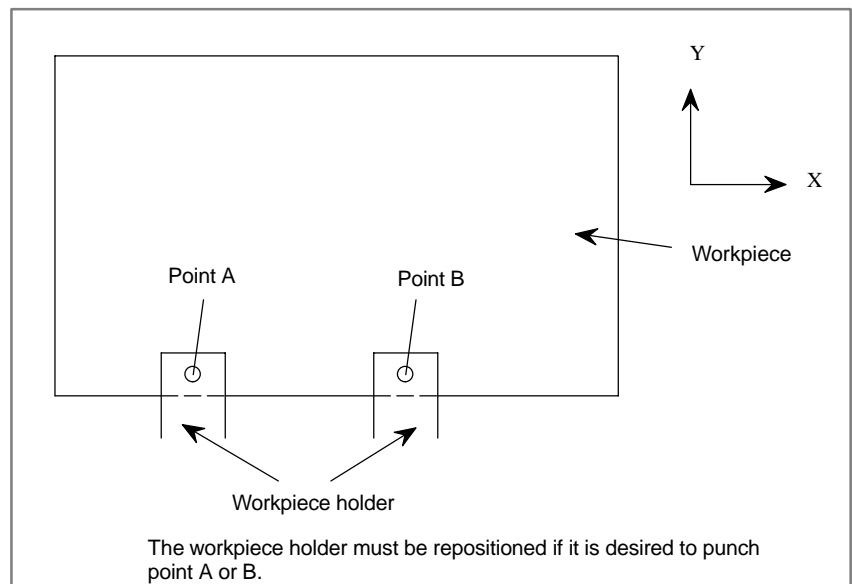 Y
X
Workpiece
Point A
Point B
Workpiece holder
The workpiece holder must be repositioned if it is desired to punch
point A or B.